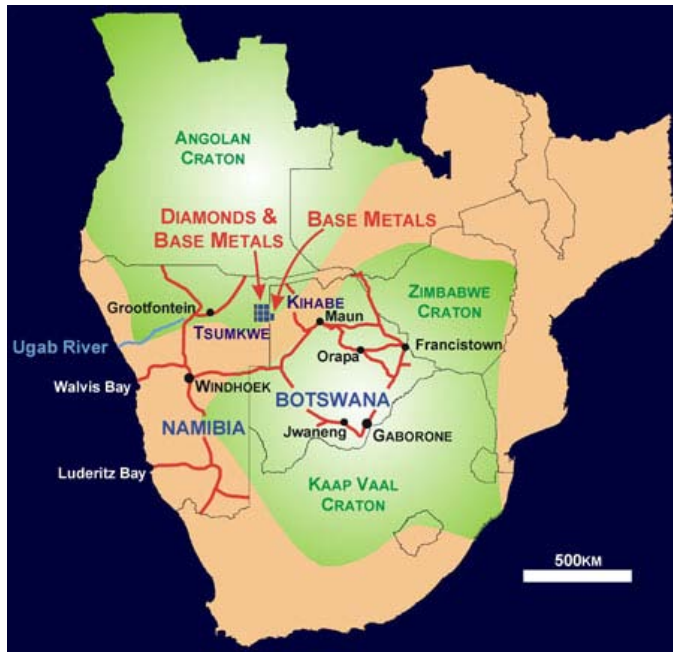 ANGOLAN
CRATON
DIAMONDS &
BASE METALS
BASE METALS
ZIMBABWE
CRATON
Grootfontein
KIHABE
Maun
TSUMKWE
Ugab River
Orapa
Francistown
Walvis Bay
WINDHOEK
BOTSWANA
NAMIBIA
Jwaneng
GABORONE
Luderitz Bay
KAAP VAAL
CRATON
500KM